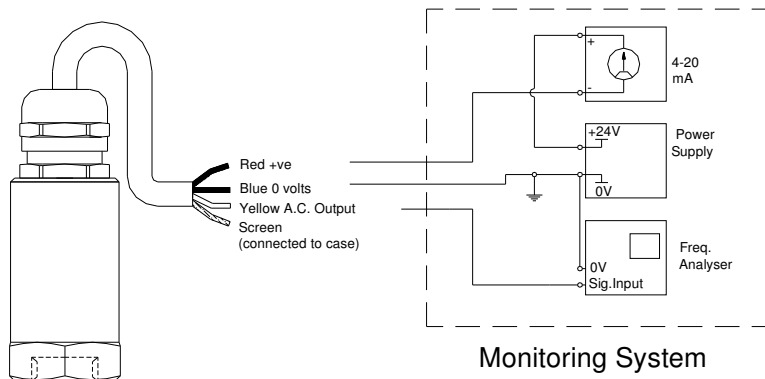 Red +ve
Blue 0 volts
Yellow A.C. Output
Screen
(connected to case)
+
-
4-20
mA
+24V
0V
Power
Supply
0V
Sig.Input
Freq.
Analyser
Monitoring System